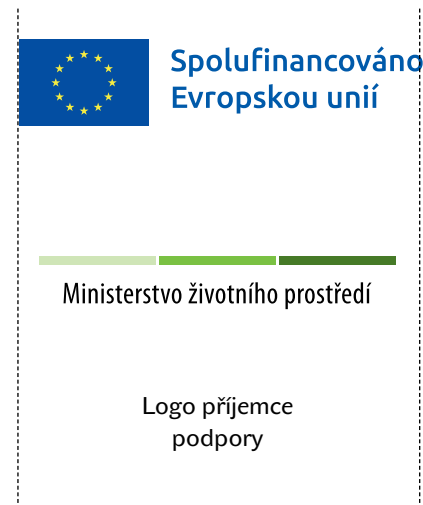 Spolufinancováno
Evropskou unií
Ministerstvo životního prostředí
Logo příjemce
podpory